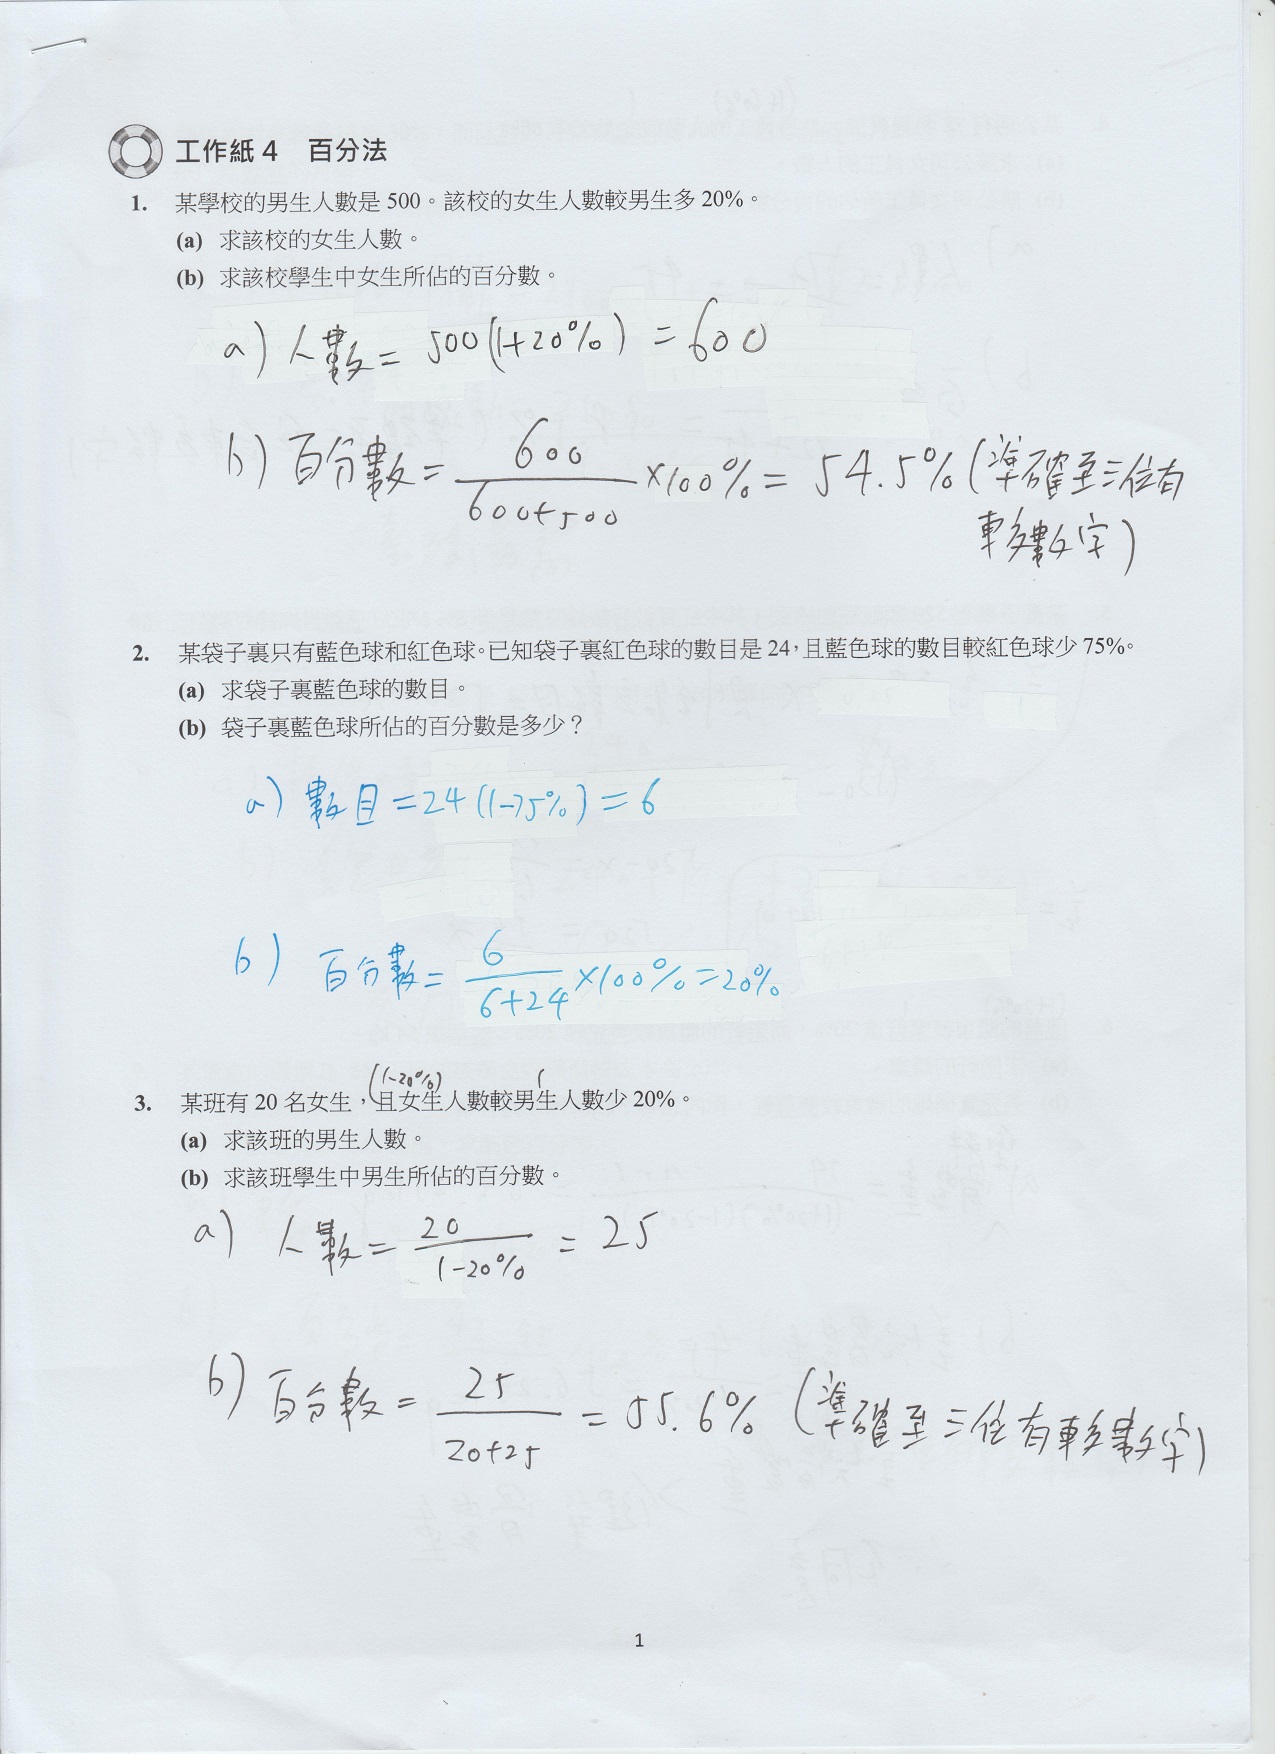 工作紙 4　百分法
1. 某學校的男生人數是 500。該校的女生人數較男生多 20%。
(a) 求該校的女生人數。
(b) 求該校學生中女生所佔的百分數。
a) 人數 = 500(1+20%) = 600
b) 百分數 = 600/(600+500) ×100% = 54.5% (準確至三位有
較數字)
2. 某袋子裏只有藍色球和紅色球。已知袋子裏紅色球的數目是 24，且藍色球的數目較紅色球少 75%。
(a) 求袋子裏藍色球的數目。
(b) 袋子裏藍色球所佔的百分數是多少？
a) 數目 = 24(1-75%) = 6
b) 百分數 = 6/(6+24) ×100% = 20%
(1-20%) 1
3. 某班有 20 名女生，且女生人數較男生人數少 20%。
(a) 求該班的男生人數。
(b) 求該班學生中男生所佔的百分數。
a) 人數 = 20/(1-20%) = 25
b) 百分數 = 25/(20+25) = 55.6% (準確至三位有較數字)
1